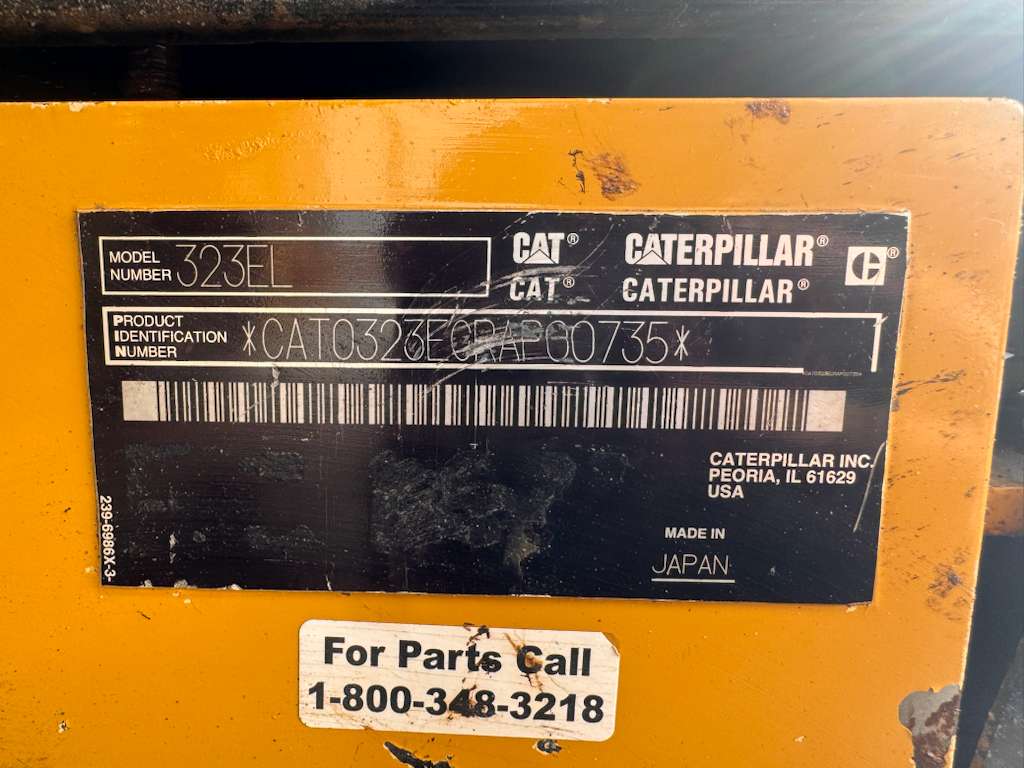 MODEL NUMBER 323EL
CAT® CATERPILLAR®
CAT® CATERPILLAR® C®
PRODUCT IDENTIFICATION NUMBER *CAT0323ECRAP00735*
CATERPILLAR INC.
PEORIA, IL 61629
USA
MADE IN
JAPAN
239-6986X-3-
For Parts Call
1-800-348-3218